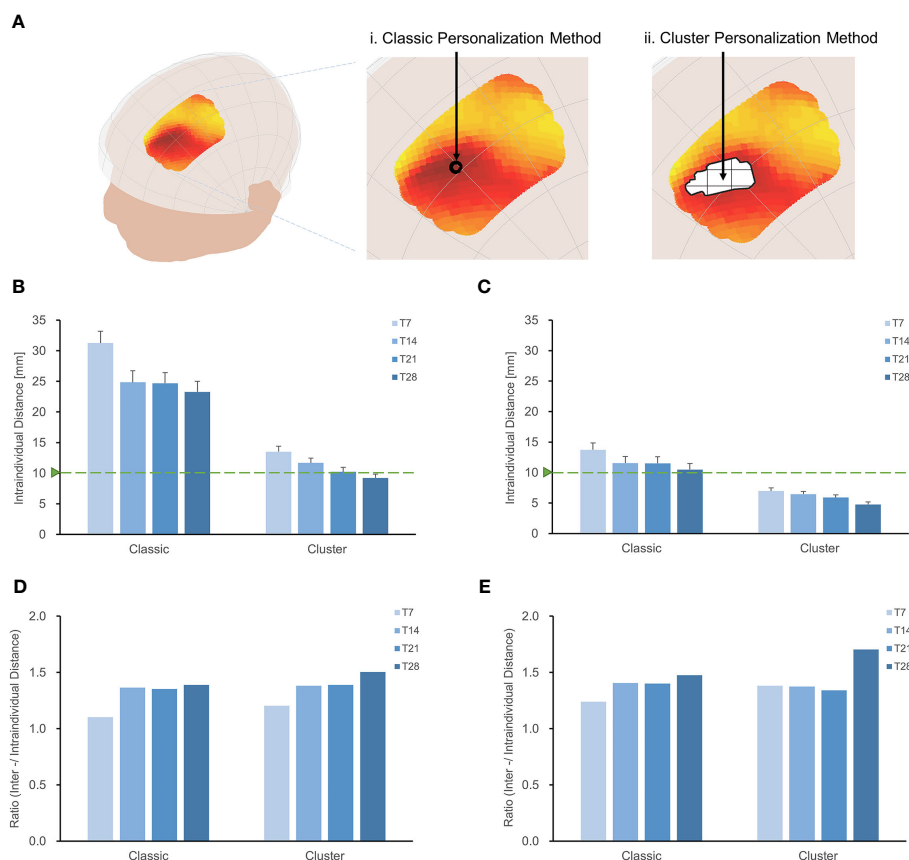 A
i. Classic Personalization Method
ii. Cluster Personalization Method
B
35
30
25
20
15
10
5
0
Intraindividual Distance [mm]
T7
T14
T21
T28
Classic
Cluster
C
35
30
25
20
15
10
5
0
Intraindividual Distance [mm]
T7
T14
T21
T28
Classic
Cluster
D
2.0
1.5
1.0
0.5
0.0
Ratio (Inter -/ Intraindividual Distance)
T7
T14
T21
T28
Classic
Cluster
E
2.0
1.5
1.0
0.5
0.0
Ratio (Inter -/ Intraindividual Distance)
T7
T14
T21
T28
Classic
Cluster